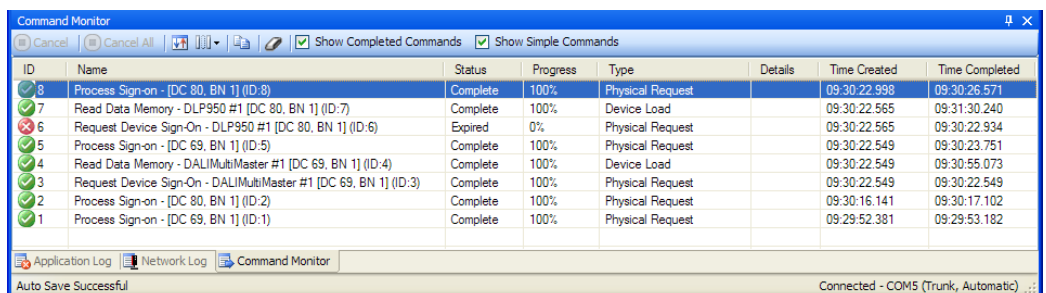 Command Monitor
Cancel Cancel All Show Completed Commands Show Simple Commands
ID Name Status Progress Type Details Time Created Time Completed
8 Process Sign-on - [DC 80, BN 1] (ID:8) Complete 100% Physical Request 09:30:22.998 09:30:26.571
7 Read Data Memory - DLP950 #1 [DC 80, BN 1] (ID:7) Complete 100% Device Load 09:30:22.565 09:31:30.240
6 Request Device Sign-On - DLP950 #1 [DC 80, BN 1] (ID:6) Expired 0% Physical Request 09:30:22.565 09:30:22.934
5 Process Sign-on - [DC 69, BN 1] (ID:5) Complete 100% Physical Request 09:30:22.549 09:30:23.751
4 Read Data Memory - DALIMultiMaster #1 [DC 69, BN 1] (ID:4) Complete 100% Device Load 09:30:22.549 09:30:55.073
3 Request Device Sign-On - DALIMultiMaster #1 [DC 69, BN 1] (ID:3) Complete 100% Physical Request 09:30:22.549 09:30:22.549
2 Process Sign-on - [DC 80, BN 1] (ID:2) Complete 100% Physical Request 09:30:16.141 09:30:17.102
1 Process Sign-on - [DC 69, BN 1] (ID:1) Complete 100% Physical Request 09:29:52.381 09:29:53.182
Application Log Network Log Command Monitor
Auto Save Successful Connected - COM5 (Trunk, Automatic)